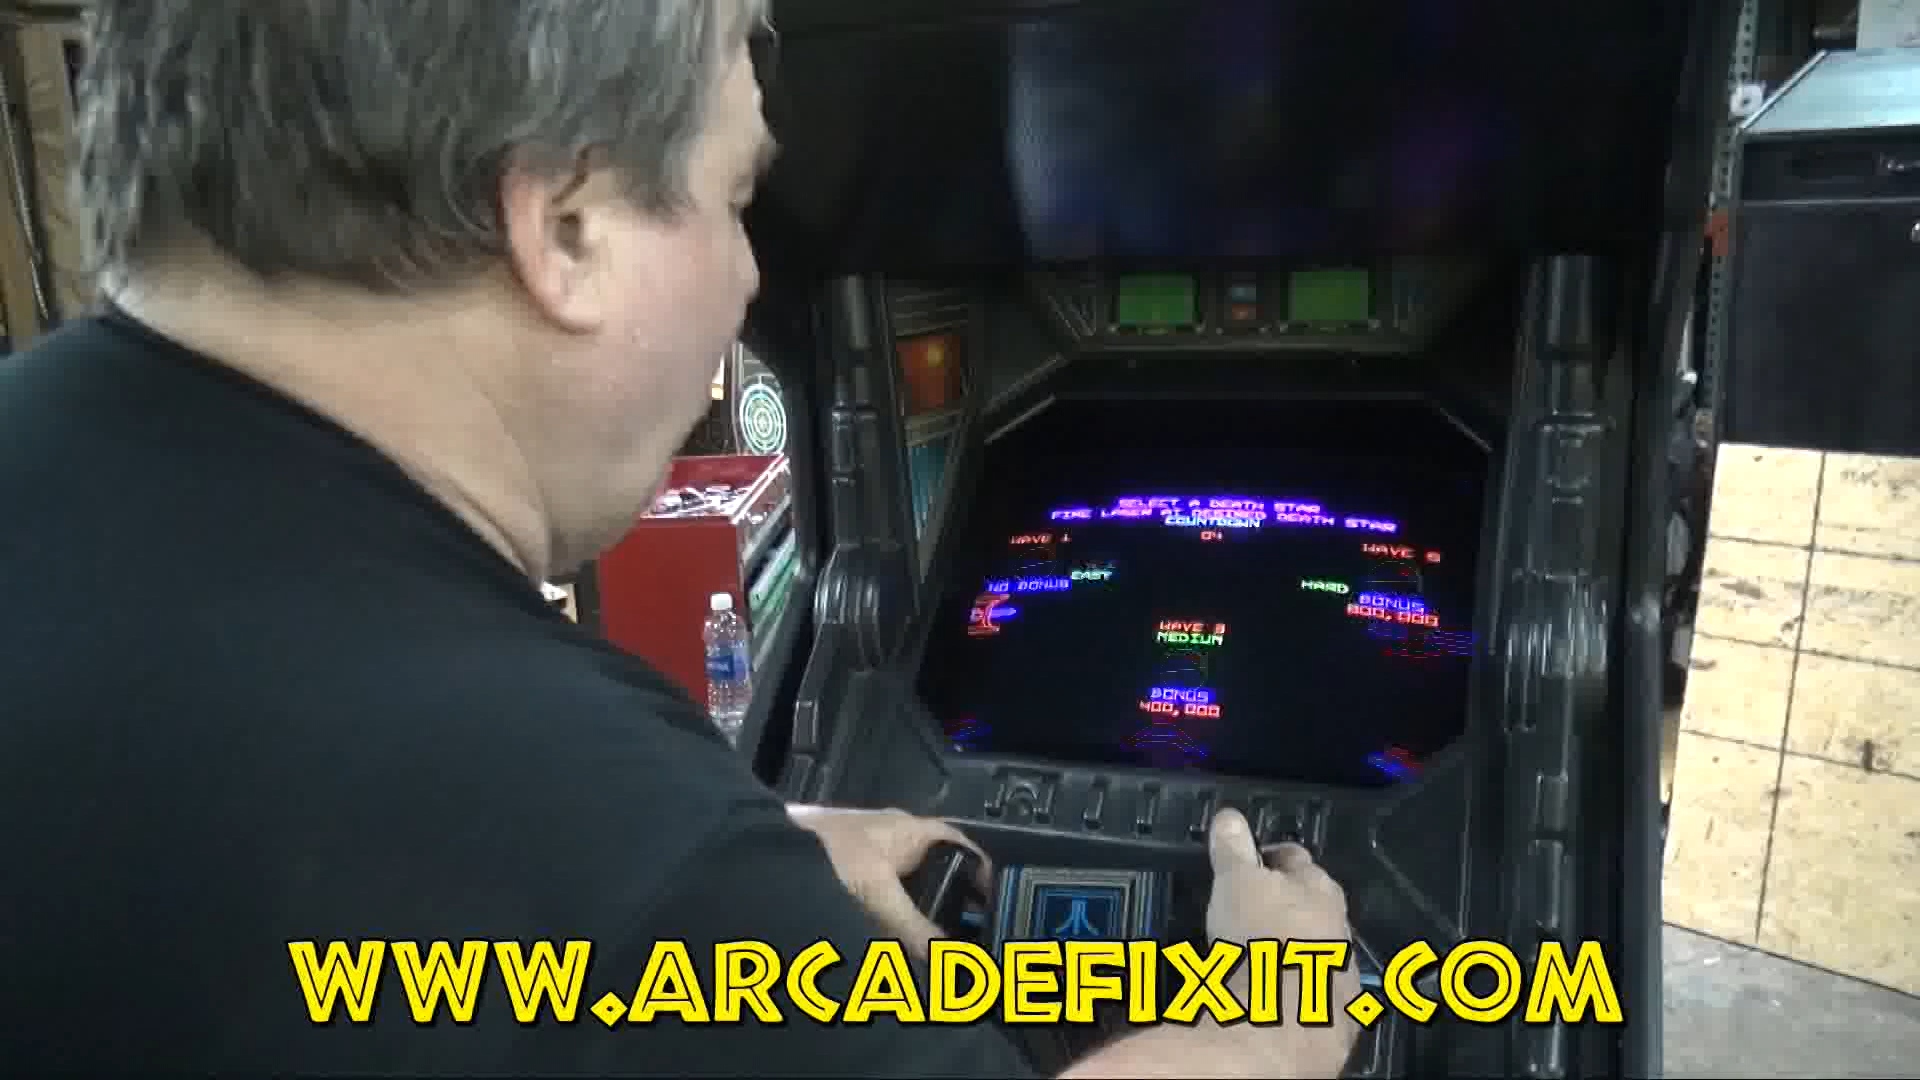 SELECT A DEATH STAR
FIRE LASER AT DESIRED DEATH STAR
COUNTDOWN
04
WAVE 1
EASY
NO BONUS
WAVE 3
MEDIUM
BONUS
400,000
WAVE 5
HARD
BONUS
800,000
WWW.ARCADEFIXIT.COM